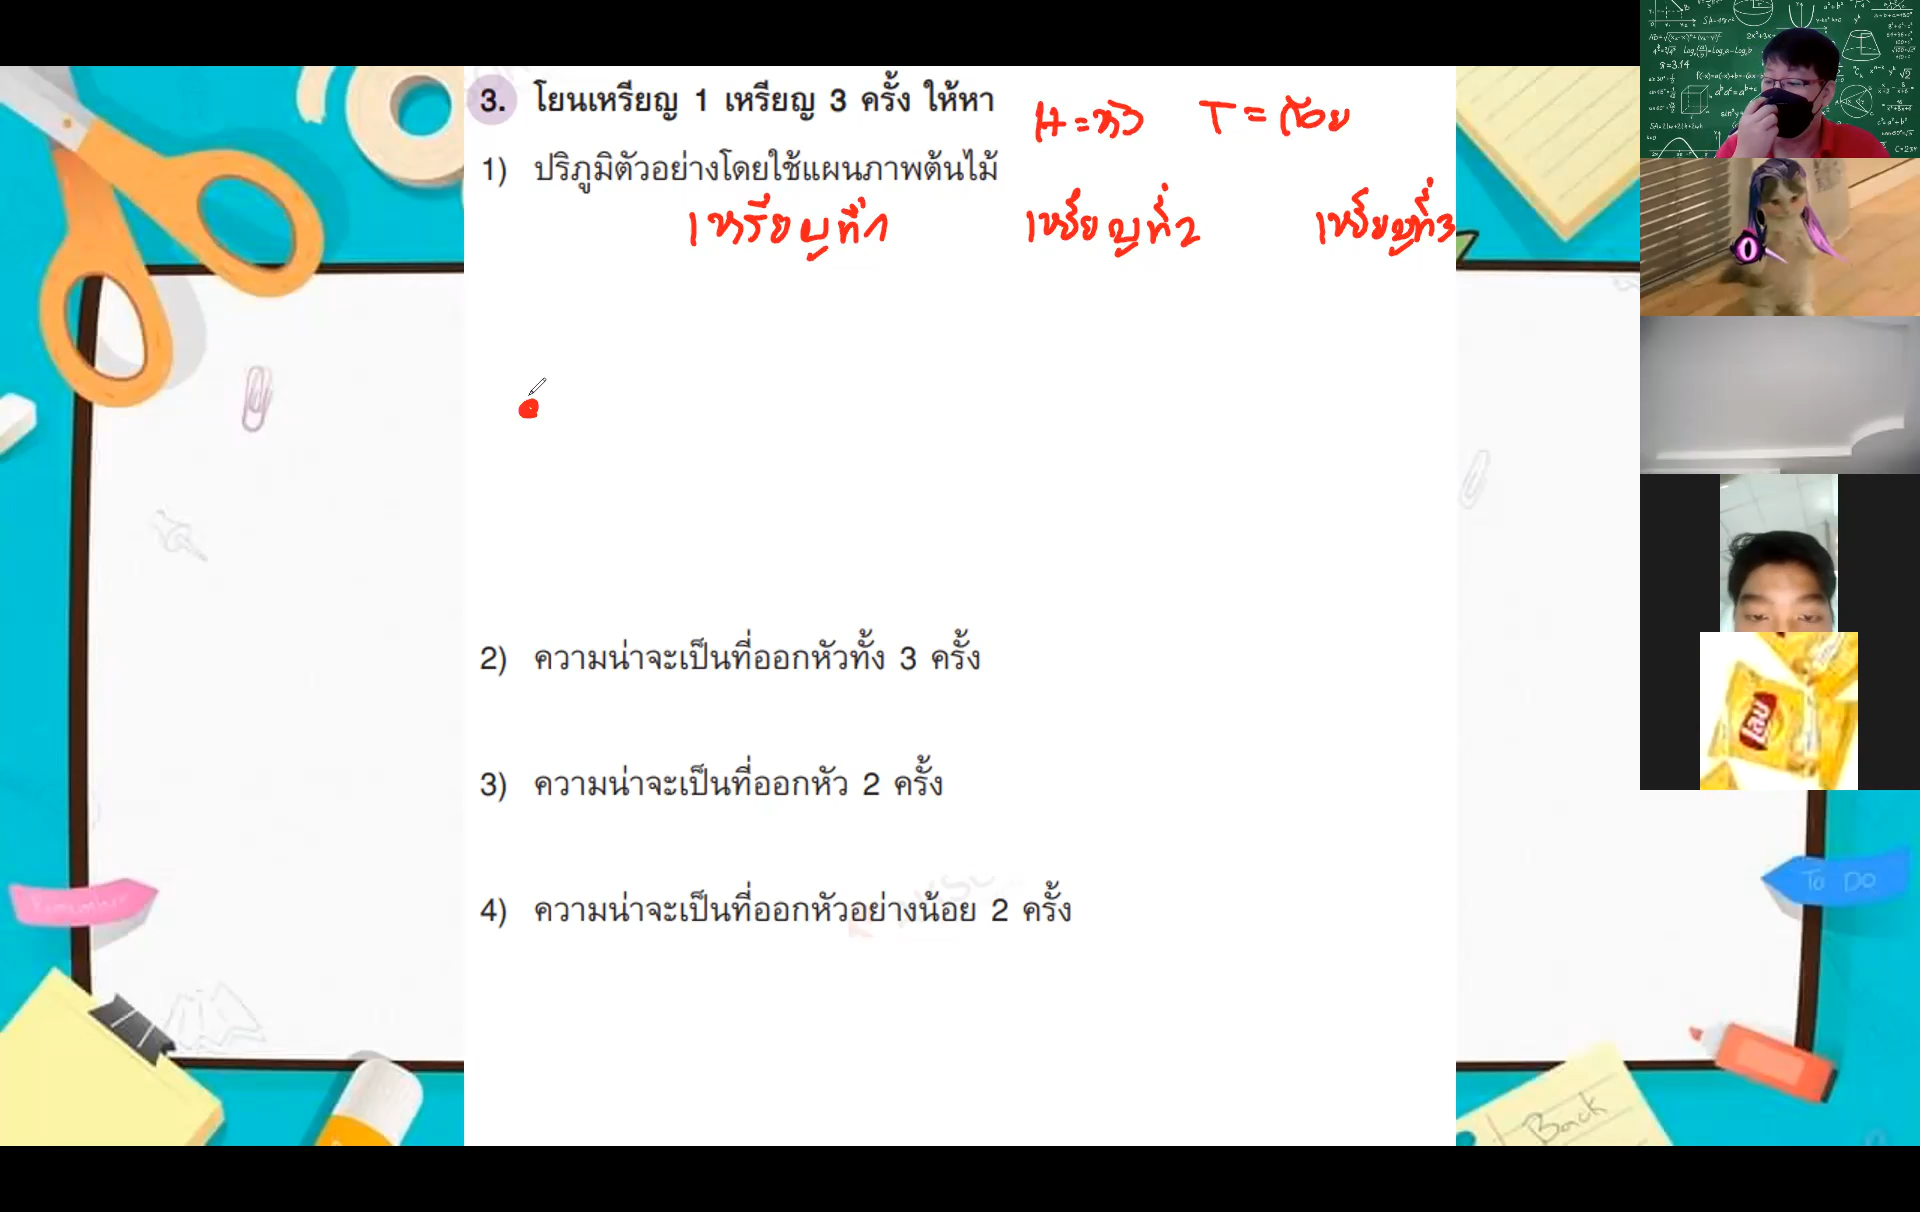 3. โยนเหรียญ 1 เหรียญ 3 ครั้ง ให้หา
H = หัว T = ก้อย
1) ปริภูมิตัวอย่างโดยใช้แผนภาพต้นไม้
เหรียญที่1 เหรียญที่2 เหรียญที่3
2) ความน่าจะเป็นที่ออกหัวทั้ง 3 ครั้ง
3) ความน่าจะเป็นที่ออกหัว 2 ครั้ง
4) ความน่าจะเป็นที่ออกหัวอย่างน้อย 2 ครั้ง
Remember
To Do
Back
เลย์
π=3.14